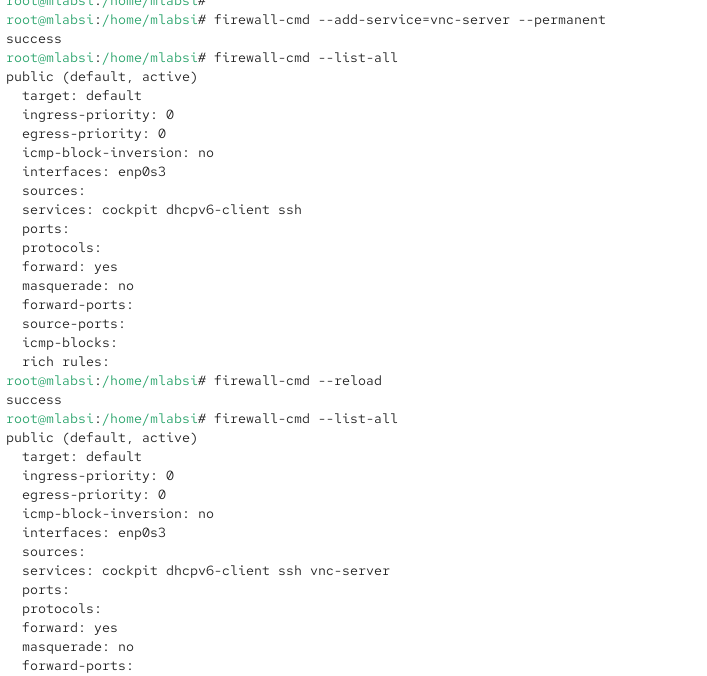 root@mlabsi:/home/mlabsi#
root@mlabsi:/home/mlabsi# firewall-cmd --add-service=vnc-server --permanent
success
root@mlabsi:/home/mlabsi# firewall-cmd --list-all
public (default, active)
  target: default
  ingress-priority: 0
  egress-priority: 0
  icmp-block-inversion: no
  interfaces: enp0s3
  sources:
  services: cockpit dhcpv6-client ssh
  ports:
  protocols:
  forward: yes
  masquerade: no
  forward-ports:
  source-ports:
  icmp-blocks:
  rich rules:
root@mlabsi:/home/mlabsi# firewall-cmd --reload
success
root@mlabsi:/home/mlabsi# firewall-cmd --list-all
public (default, active)
  target: default
  ingress-priority: 0
  egress-priority: 0
  icmp-block-inversion: no
  interfaces: enp0s3
  sources:
  services: cockpit dhcpv6-client ssh vnc-server
  ports:
  protocols:
  forward: yes
  masquerade: no
  forward-ports: